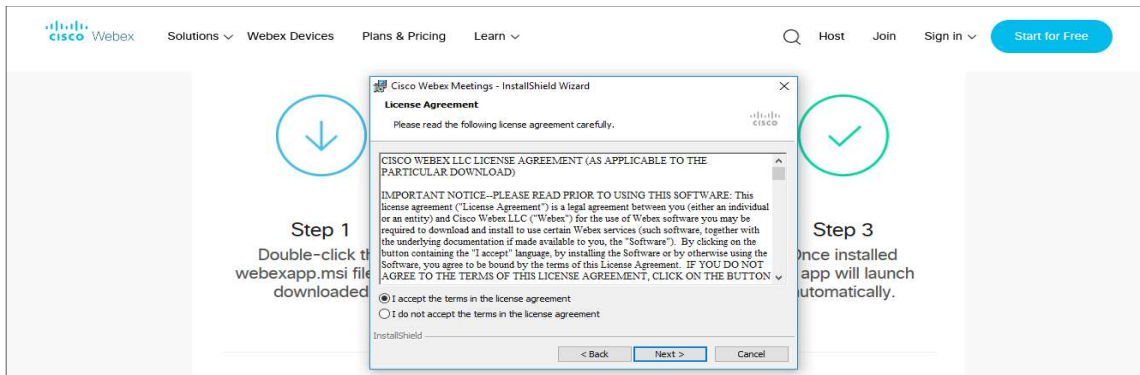 cisco Webex Solutions Webex Devices Plans & Pricing Learn Host Join Sign in Start for Free
Cisco Webex Meetings - InstallShield Wizard
License Agreement
Please read the following license agreement carefully.
cisco
CISCO WEBEX LLC LICENSE AGREEMENT (AS APPLICABLE TO THE
PARTICULAR DOWNLOAD)
IMPORTANT NOTICE--PLEASE READ PRIOR TO USING THIS SOFTWARE: This
license agreement ("License Agreement") is a legal agreement between you (either an individual
or an entity) and Cisco Webex LLC ("Webex") for the use of Webex software you may be
required to download and install to use certain Webex services (such software, together with
the underlying documentation if made available to you, the "Software"). By clicking on the
button containing the "I accept" language, by installing the Software or by otherwise using the
Software, you agree to be bound by the terms of this License Agreement. IF YOU DO NOT
AGREE TO THE TERMS OF THIS LICENSE AGREEMENT, CLICK ON THE BUTTON
I accept the terms in the license agreement
I do not accept the terms in the license agreement
InstallShield
< Back Next > Cancel
Step 1
Double-click
webexapp.msi
downloaded
Step 3
installed
app will launch
automatically.